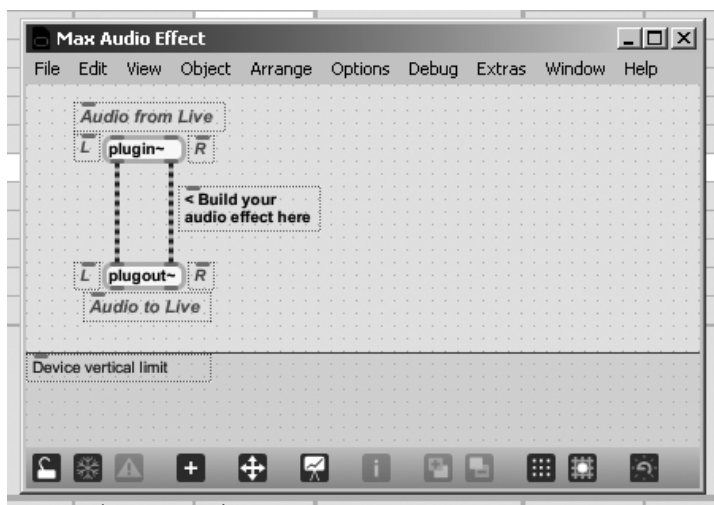 Max Audio Effect
File Edit View Object Arrange Options Debug Extras Window Help
Audio from Live
L plugin~ R
< Build your
audio effect here
L plugout~ R
Audio to Live
Device vertical limit